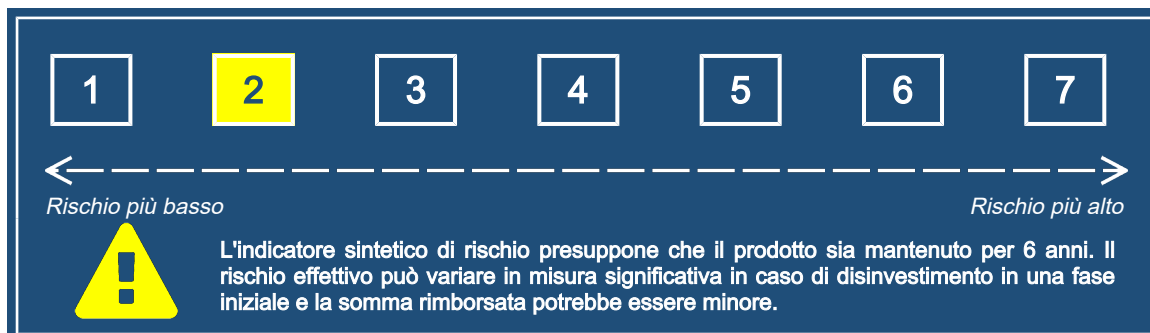 1 2 3 4 5 6 7
Rischio più basso Rischio più alto
L'indicatore sintetico di rischio presuppone che il prodotto sia mantenuto per 6 anni. Il
rischio effettivo può variare in misura significativa in caso di disinvestimento in una fase
iniziale e la somma rimborsata potrebbe essere minore.